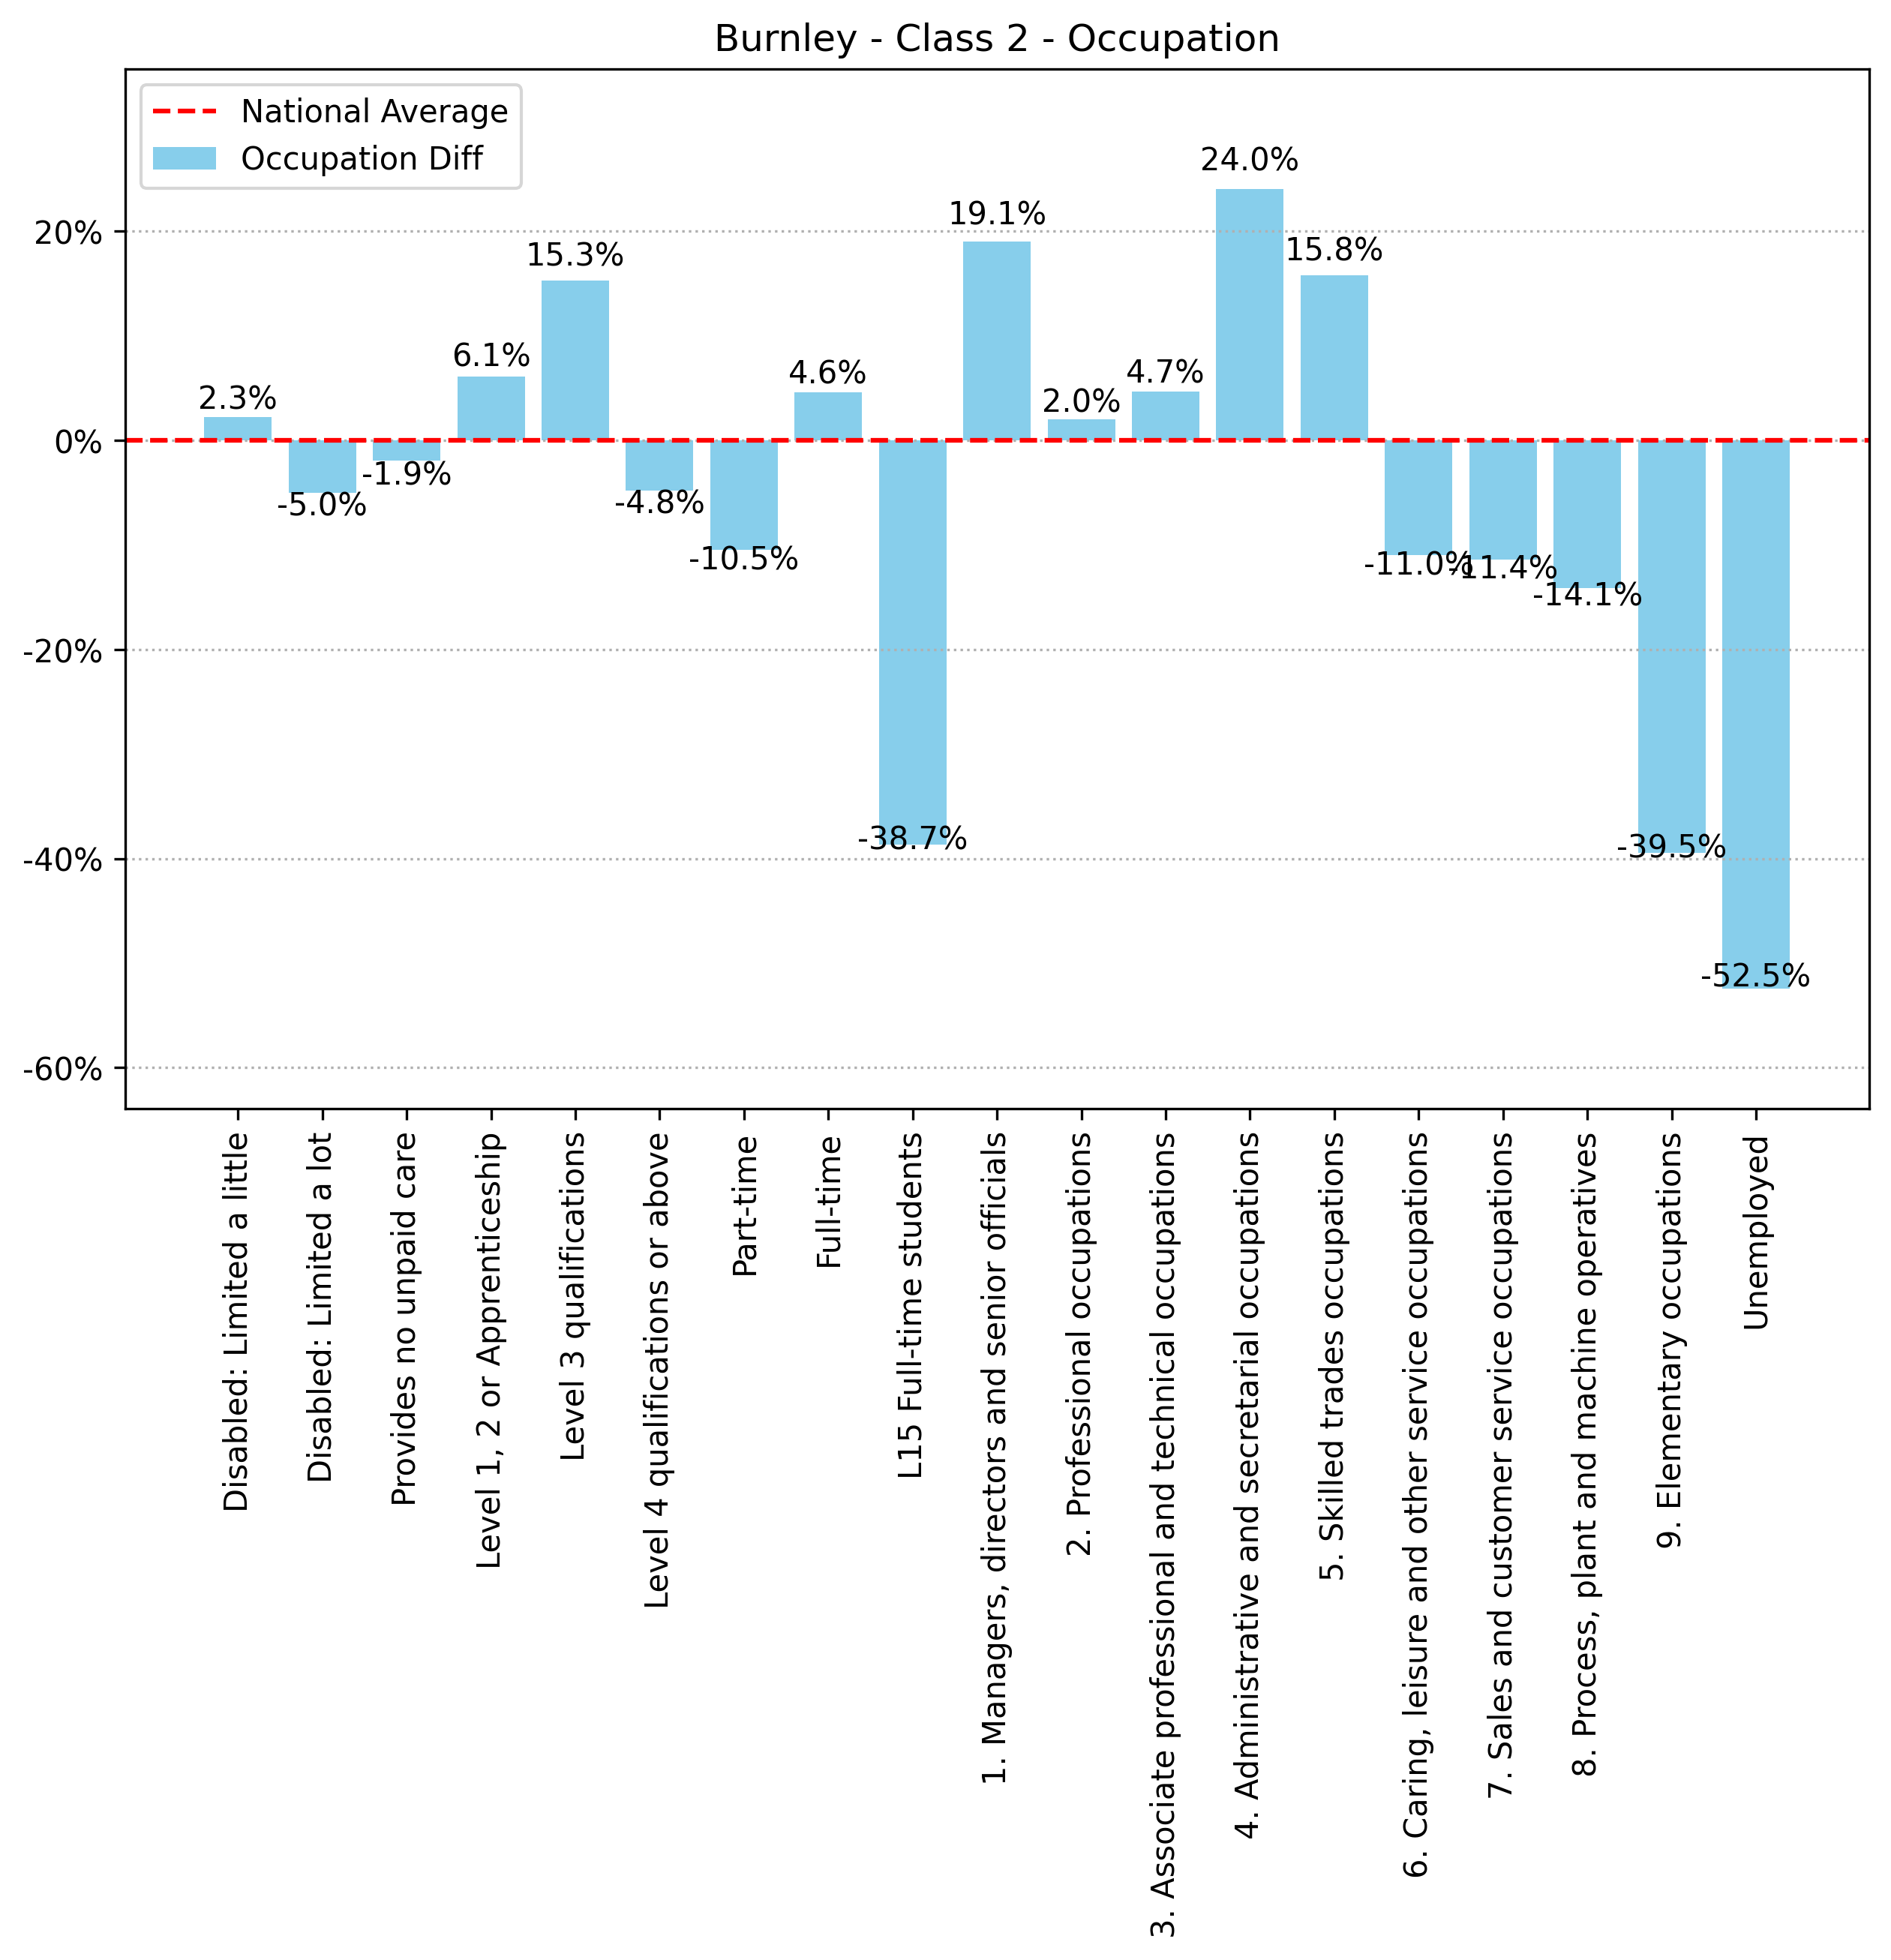 Burnley - Class 2 - Occupation
National Average
Occupation Diff
20%
0%
-20%
-40%
-60%
2.3%
-5.0%
-1.9%
6.1%
15.3%
-4.8%
-10.5%
4.6%
-38.7%
19.1%
2.0%
4.7%
24.0%
15.8%
-11.0%
-11.4%
-14.1%
-39.5%
-52.5%
Disabled: Limited a little
Disabled: Limited a lot
Provides no unpaid care
Level 1, 2 or Apprenticeship
Level 3 qualifications
Level 4 qualifications or above
Part-time
Full-time
L15 Full-time students
1. Managers, directors and senior officials
2. Professional occupations
3. Associate professional and technical occupations
4. Administrative and secretarial occupations
5. Skilled trades occupations
6. Caring, leisure and other service occupations
7. Sales and customer service occupations
8. Process, plant and machine operatives
9. Elementary occupations
Unemployed